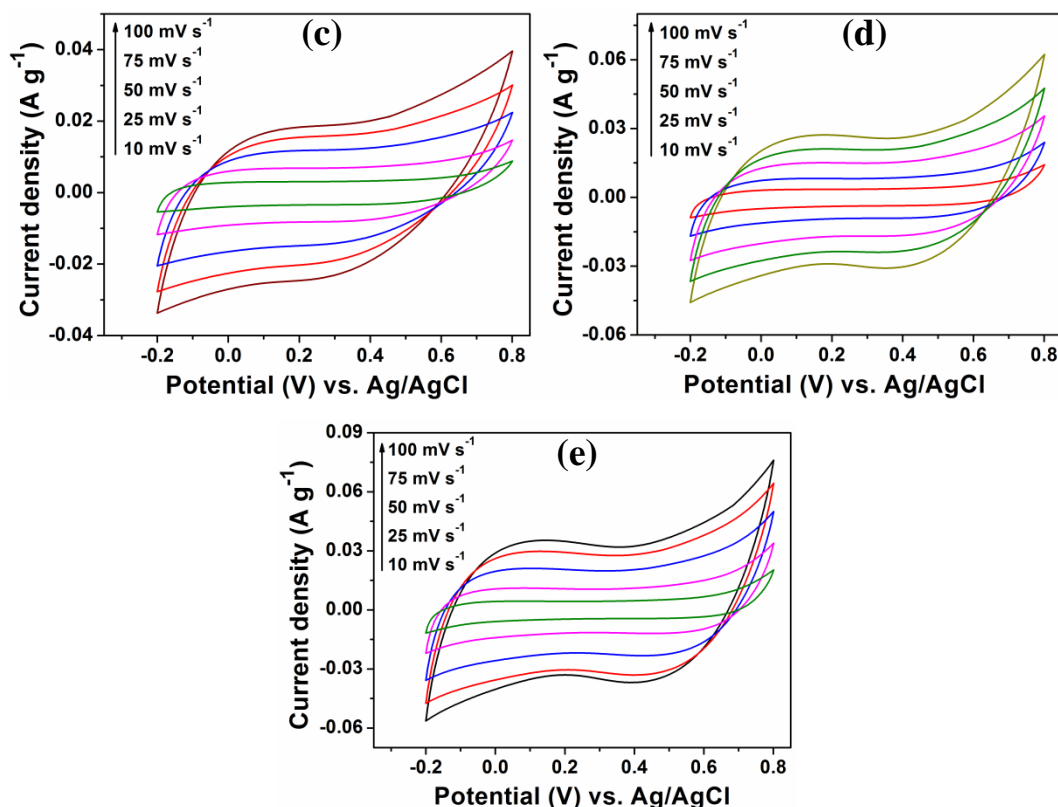 (c)
100 mV s⁻¹
75 mV s⁻¹
50 mV s⁻¹
25 mV s⁻¹
10 mV s⁻¹
0.04
0.02
0.00
-0.02
-0.04
Current density (A g⁻¹)
-0.2 0.0 0.2 0.4 0.6 0.8
Potential (V) vs. Ag/AgCl
(d)
100 mV s⁻¹
75 mV s⁻¹
50 mV s⁻¹
25 mV s⁻¹
10 mV s⁻¹
0.06
0.03
0.00
-0.03
-0.06
Current density (A g⁻¹)
-0.2 0.0 0.2 0.4 0.6 0.8
Potential (V) vs. Ag/AgCl
(e)
100 mV s⁻¹
75 mV s⁻¹
50 mV s⁻¹
25 mV s⁻¹
10 mV s⁻¹
0.09
0.06
0.03
0.00
-0.03
-0.06
Current density (A g⁻¹)
-0.2 0.0 0.2 0.4 0.6 0.8
Potential (V) vs. Ag/AgCl